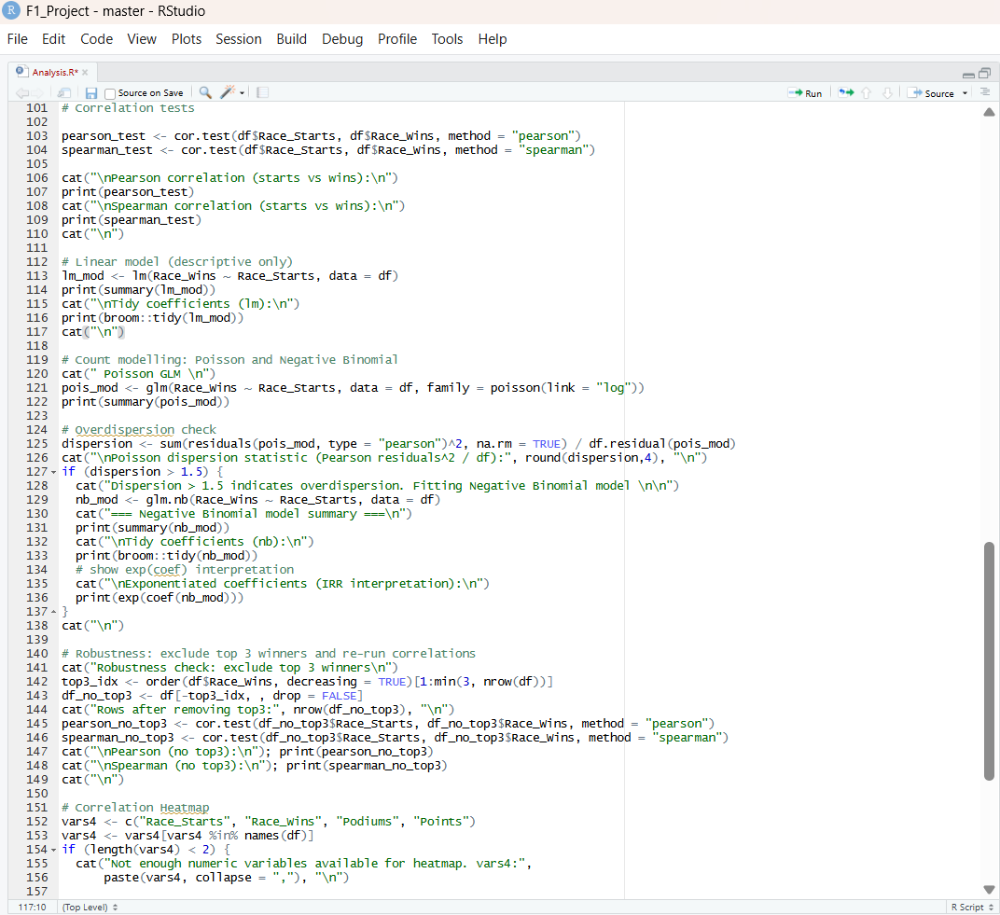 R F1_Project - master - RStudio
File Edit Code View Plots Session Build Debug Profile Tools Help
Analysis.R*
Source on Save Run Source
101 # Correlation tests
102
103 pearson_test <- cor.test(df$Race_Starts, df$Race_Wins, method = "pearson")
104 spearman_test <- cor.test(df$Race_Starts, df$Race_Wins, method = "spearman")
105
106 cat("\nPearson correlation (starts vs wins):\n")
107 print(pearson_test)
108 cat("\nSpearman correlation (starts vs wins):\n")
109 print(spearman_test)
110 cat("\n")
111
112 # Linear model (descriptive only)
113 lm_mod <- lm(Race_Wins ~ Race_Starts, data = df)
114 print(summary(lm_mod))
115 cat("\nTidy coefficients (lm):\n")
116 print(broom::tidy(lm_mod))
117 cat("\n")
118
119 # Count modelling: Poisson and Negative Binomial
120 cat(" Poisson GLM \n")
121 pois_mod <- glm(Race_Wins ~ Race_Starts, data = df, family = poisson(link = "log"))
122 print(summary(pois_mod))
123
124 # Overdispersion check
125 dispersion <- sum(residuals(pois_mod, type = "pearson")^2, na.rm = TRUE) / df.residual(pois_mod)
126 cat("\nPoisson dispersion statistic (Pearson residuals^2 / df):", round(dispersion,4), "\n")
127 if (dispersion > 1.5) {
128   cat("Dispersion > 1.5 indicates overdispersion. Fitting Negative Binomial model \n\n")
129   nb_mod <- glm.nb(Race_Wins ~ Race_Starts, data = df)
130   cat("=== Negative Binomial model summary ===\n")
131   print(summary(nb_mod))
132   cat("\nTidy coefficients (nb):\n")
133   print(broom::tidy(nb_mod))
134   # show exp(coef) interpretation
135   cat("\nExponentiated coefficients (IRR interpretation):\n")
136   print(exp(coef(nb_mod)))
137 }
138 cat("\n")
139
140 # Robustness: exclude top 3 winners and re-run correlations
141 cat("Robustness check: exclude top 3 winners\n")
142 top3_idx <- order(df$Race_Wins, decreasing = TRUE)[1:min(3, nrow(df))]
143 df_no_top3 <- df[-top3_idx, , drop = FALSE]
144 cat("Rows after removing top3:", nrow(df_no_top3), "\n")
145 pearson_no_top3 <- cor.test(df_no_top3$Race_Starts, df_no_top3$Race_Wins, method = "pearson")
146 spearman_no_top3 <- cor.test(df_no_top3$Race_Starts, df_no_top3$Race_Wins, method = "spearman")
147 cat("\nPearson (no top3):\n"); print(pearson_no_top3)
148 cat("\nSpearman (no top3):\n"); print(spearman_no_top3)
149 cat("\n")
150
151 # Correlation Heatmap
152 vars4 <- c("Race_Starts", "Race_Wins", "Podiums", "Points")
153 vars4 <- vars4[vars4 %in% names(df)]
154 if (length(vars4) < 2) {
155   cat("Not enough numeric variables available for heatmap. vars4:",
156       paste(vars4, collapse = ","), "\n")
157
117:10 (Top Level) R Script